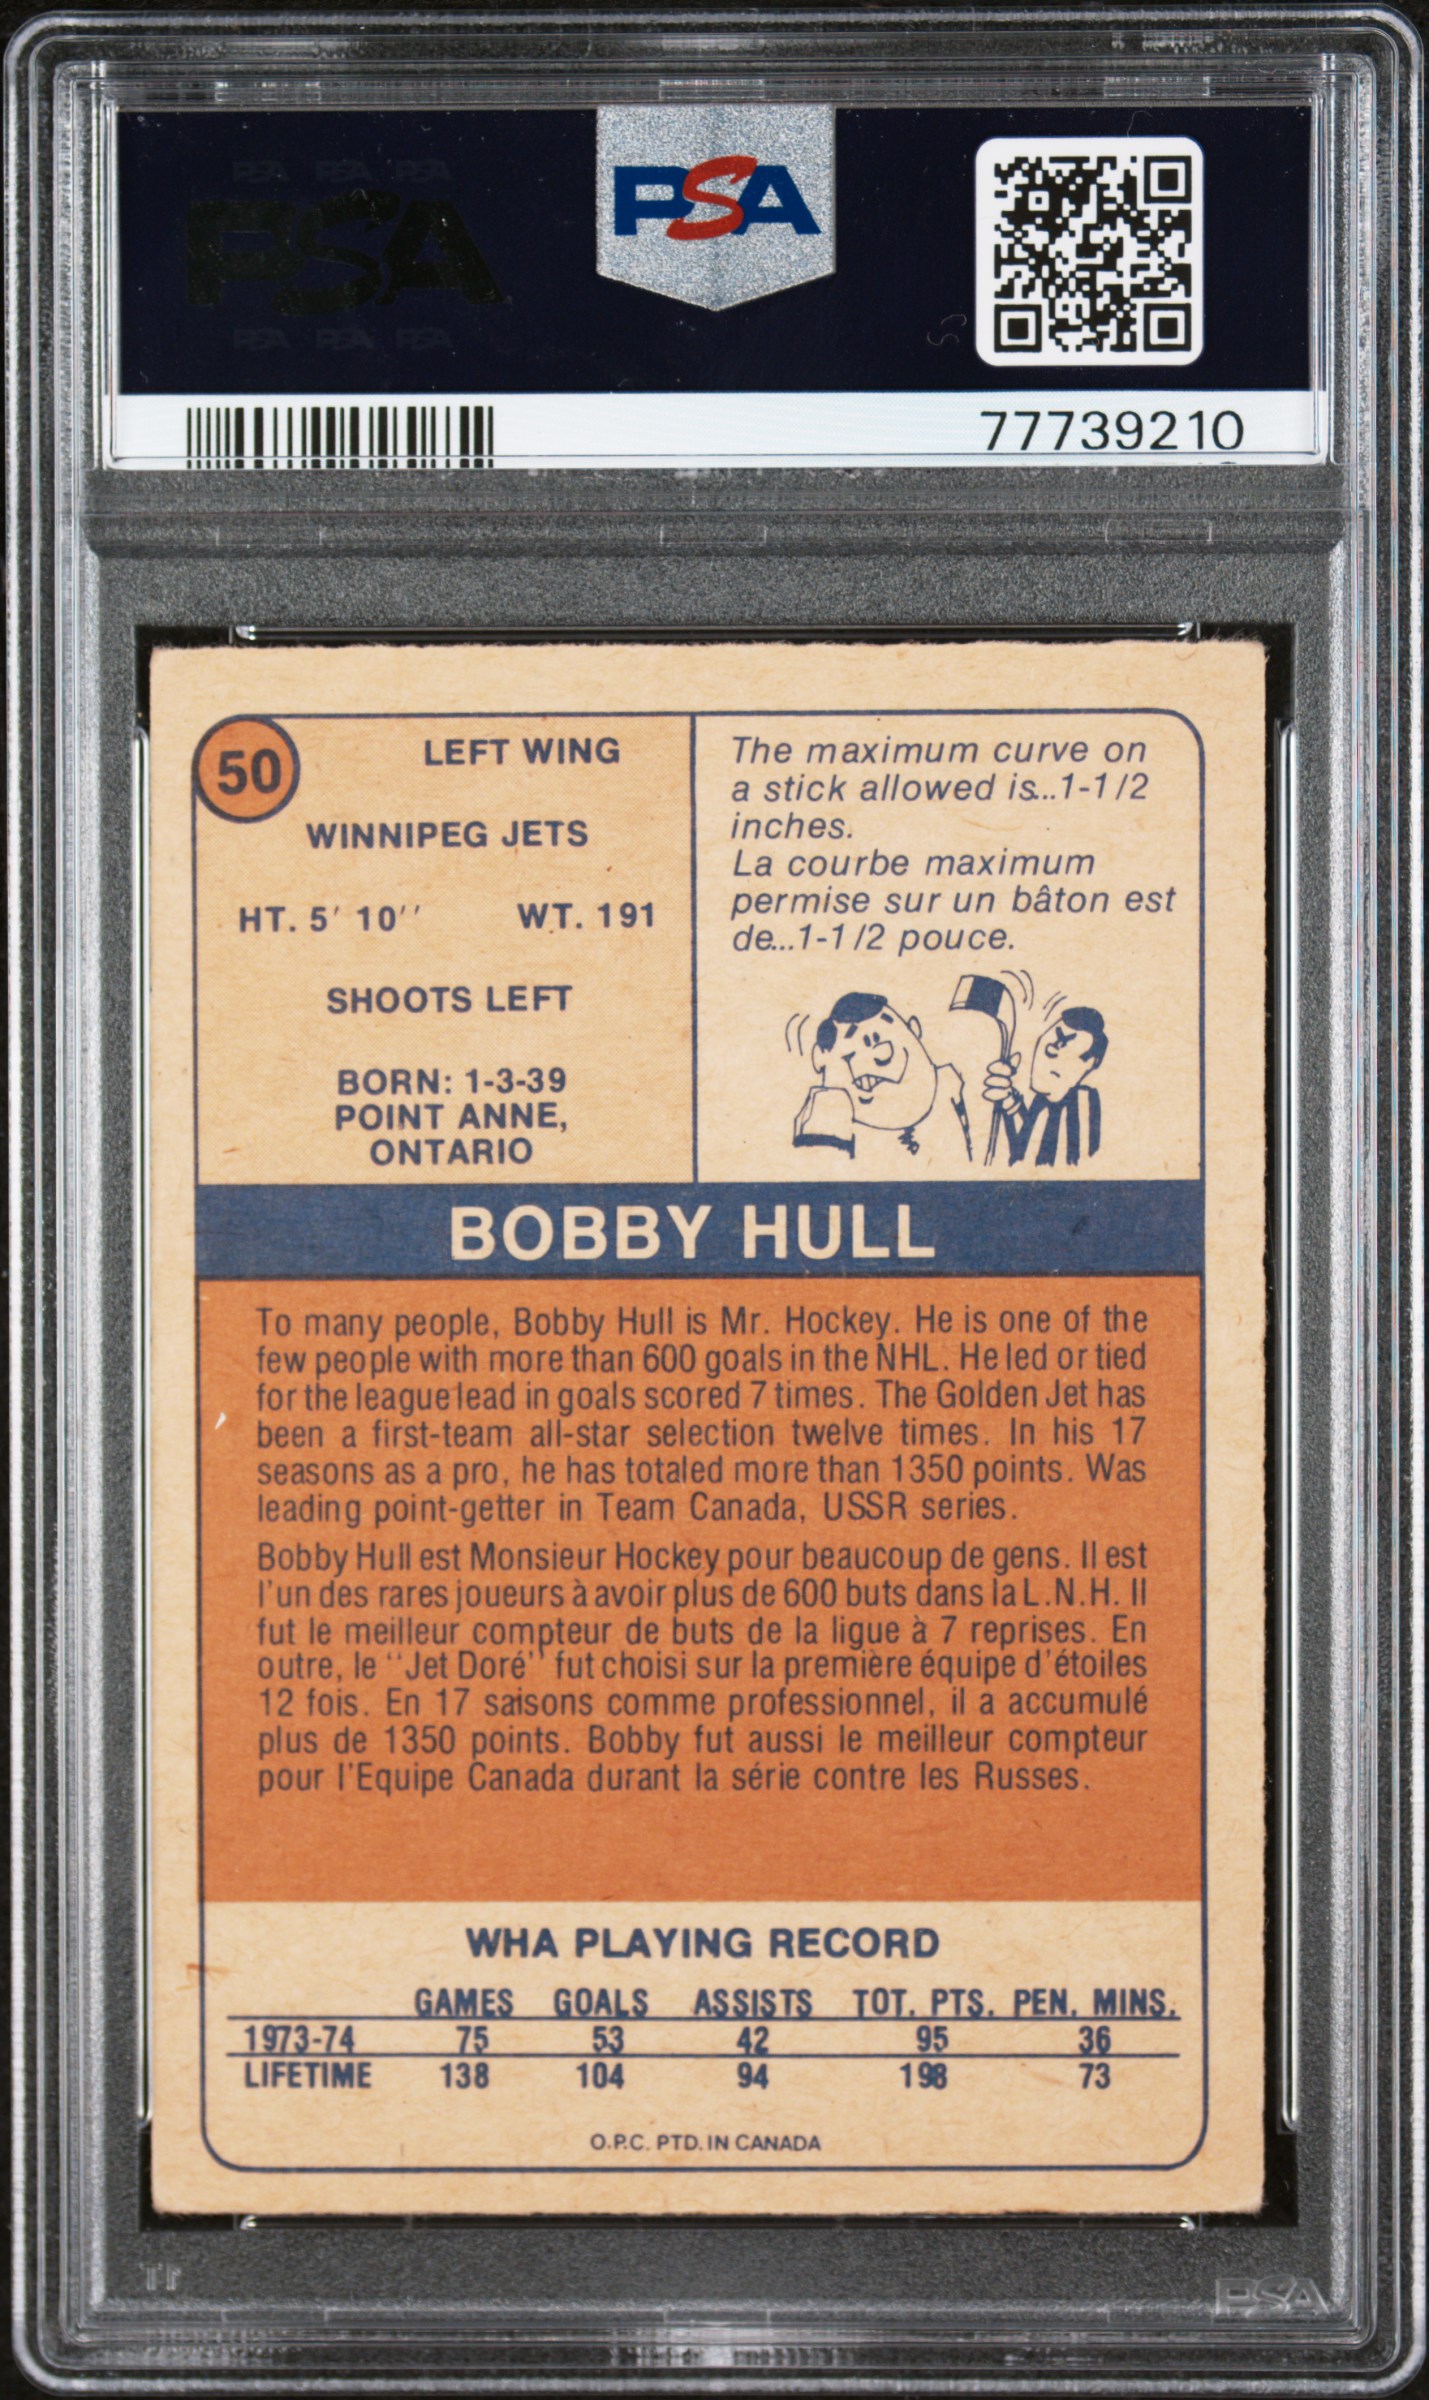 PSA PSA PSA
PSA
PSA PSA PSA
PSA
77739210
50
LEFT WING
WINNIPEG JETS
HT. 5' 10'' WT. 191
SHOOTS LEFT
BORN: 1-3-39
POINT ANNE,
ONTARIO
The maximum curve on
a stick allowed is...1-1/2
inches.
La courbe maximum
permise sur un bâton est
de...1-1/2 pouce.
BOBBY HULL
To many people, Bobby Hull is Mr. Hockey. He is one of the
few people with more than 600 goals in the NHL. He led or tied
for the league lead in goals scored 7 times. The Golden Jet has
been a first-team all-star selection twelve times. In his 17
seasons as a pro, he has totaled more than 1350 points. Was
leading point-getter in Team Canada, USSR series.
Bobby Hull est Monsieur Hockey pour beaucoup de gens. Il est
l'un des rares joueurs à avoir plus de 600 buts dans la L.N.H. Il
fut le meilleur compteur de buts de la ligue à 7 reprises. En
outre, le "Jet Doré" fut choisi sur la première équipe d'étoiles
12 fois. En 17 saisons comme professionnel, il a accumulé
plus de 1350 points. Bobby fut aussi le meilleur compteur
pour l'Equipe Canada durant la série contre les Russes.
WHA PLAYING RECORD
GAMES GOALS ASSISTS TOT. PTS. PEN. MINS.
1973-74 75 53 42 95 36
LIFETIME 138 104 94 198 73
O.P.C. PTD. IN CANADA
PSA